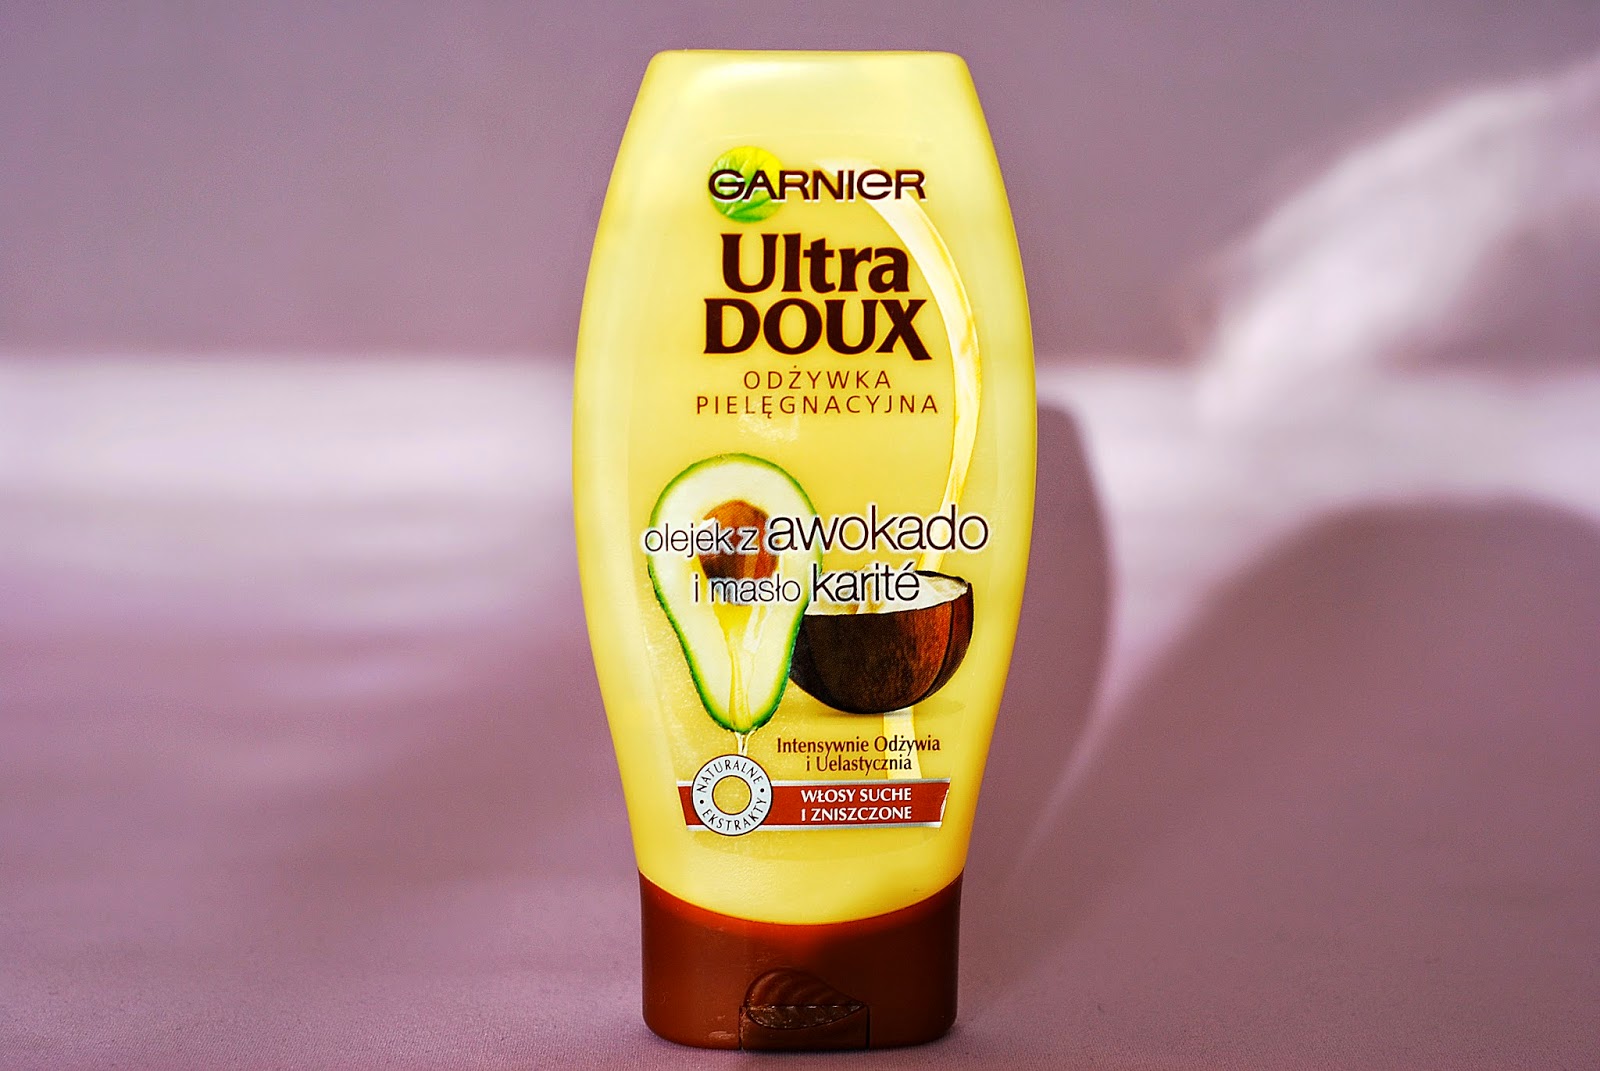 GARNIER
Ultra
DOUX
ODŻYWKA
PIELĘGNACYJNA
olejek z awokado
i masło karité
Intensywnie Odżywia
i Uelastycznia
NATURALNE
EKSTRAKTY
WŁOSY SUCHE
I ZNISZCZONE